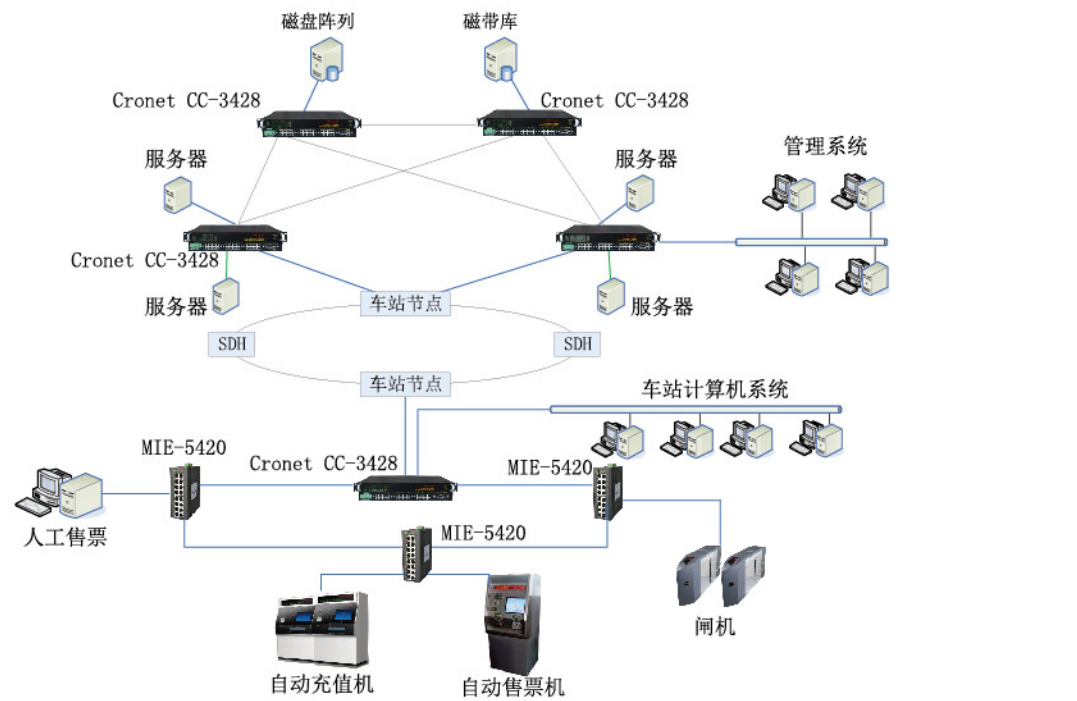 磁盘阵列
磁带库
Cronet CC-3428
Cronet CC-3428
管理系统
服务器
服务器
Cronet CC-3428
服务器
车站节点
服务器
SDH
SDH
车站节点
车站计算机系统
MIE-5420
Cronet CC-3428
MIE-5420
人工售票
MIE-5420
闸机
自动充值机
自动售票机